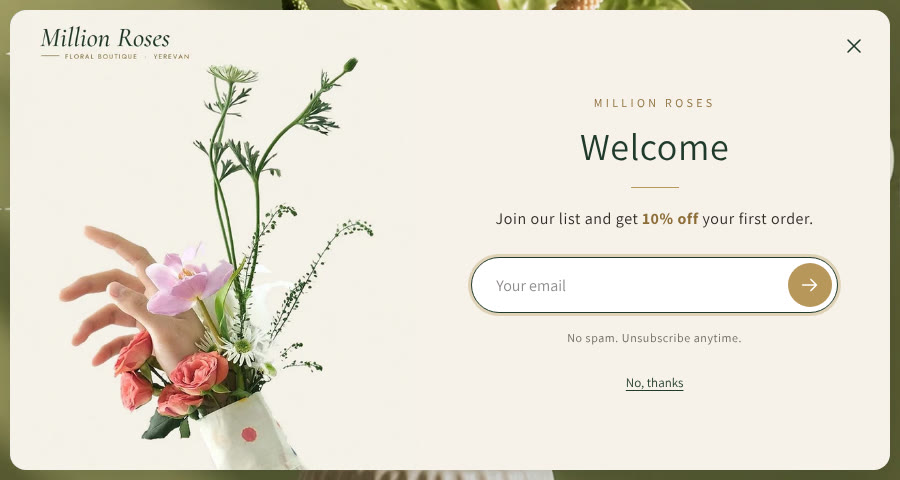 Million Roses
FLORAL BOUTIQUE · YEREVAN
MILLION ROSES
Welcome
Join our list and get 10% off your first order.
Your email
No spam. Unsubscribe anytime.
No, thanks